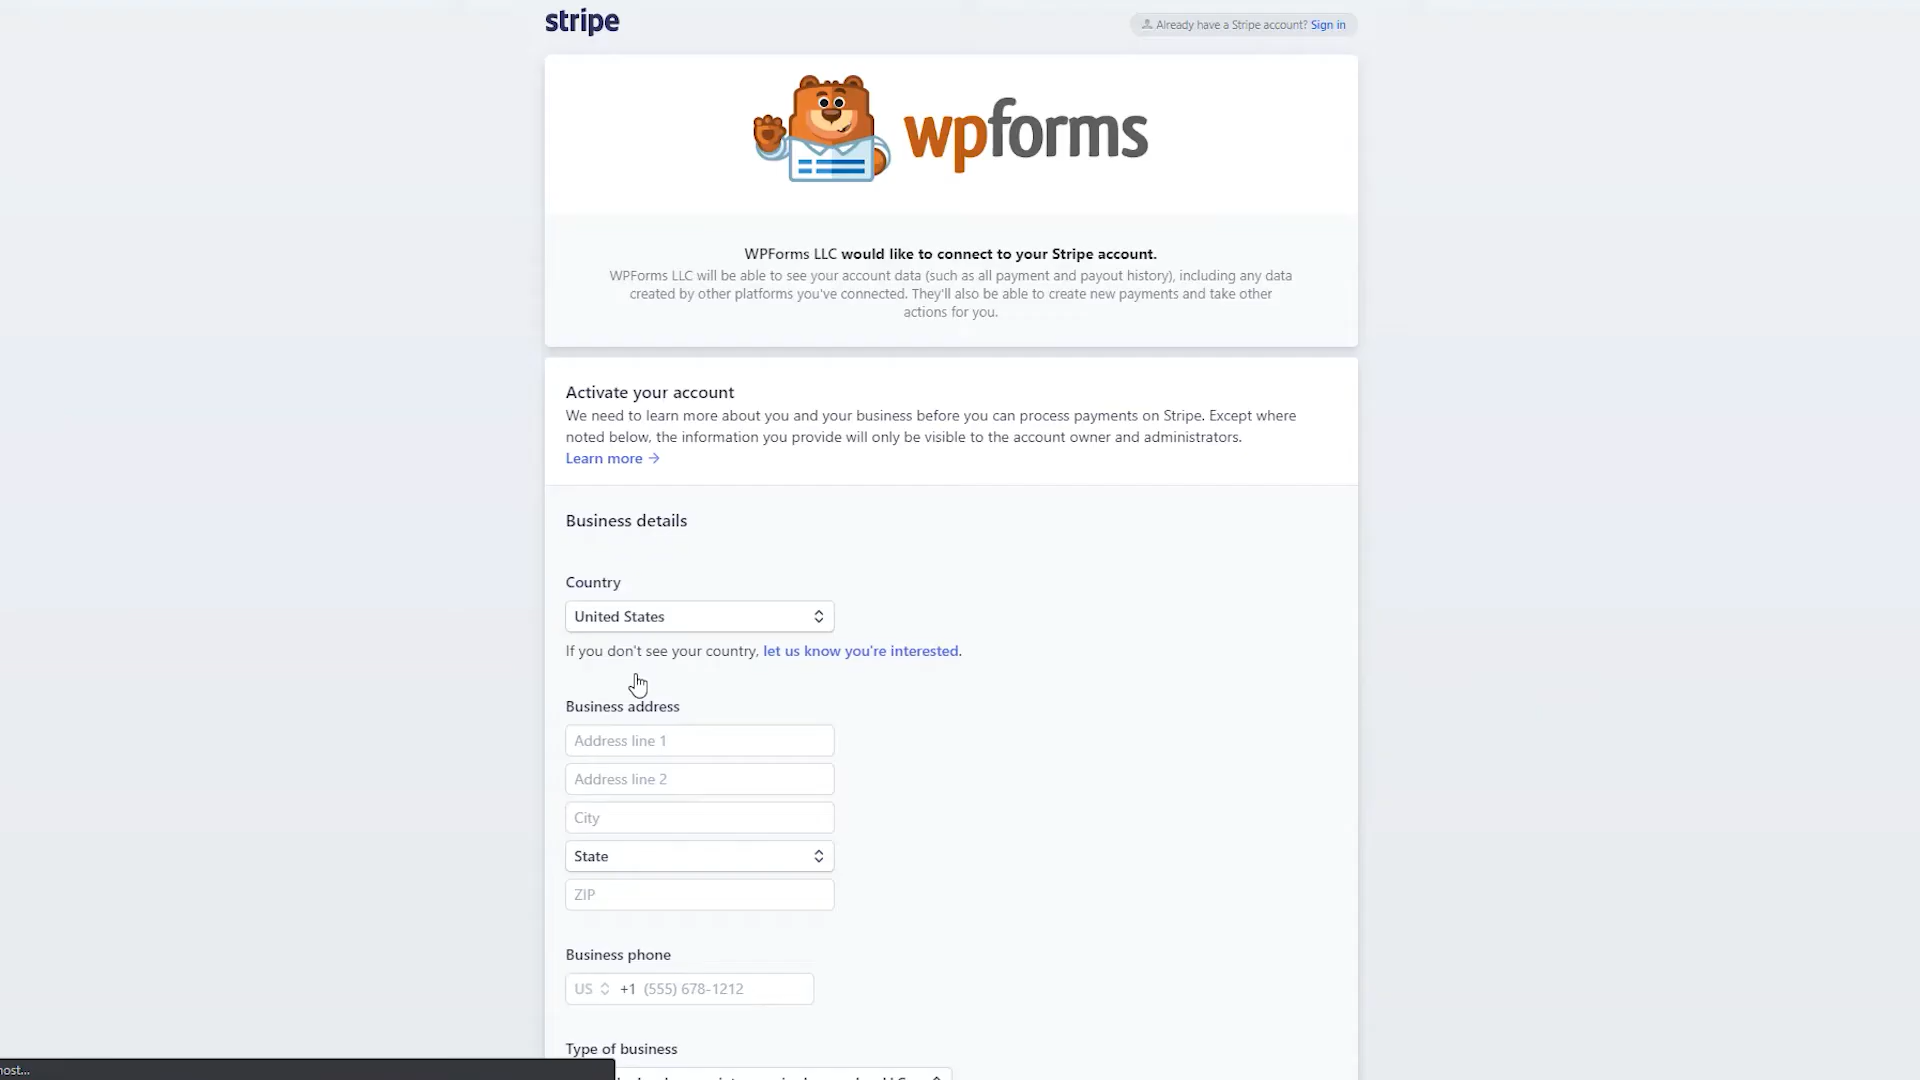 stripe
Already have a Stripe account? Sign in
wpforms
WPForms LLC would like to connect to your Stripe account.
WPForms LLC will be able to see your account data (such as all payment and payout history), including any data
created by other platforms you've connected. They'll also be able to create new payments and take other
actions for you.
Activate your account
We need to learn more about you and your business before you can process payments on Stripe. Except where
noted below, the information you provide will only be visible to the account owner and administrators.
Learn more →
Business details
Country
United States
If you don't see your country, let us know you're interested.
Business address
Address line 1
Address line 2
City
State
ZIP
Business phone
US +1 (555) 678-1212
Type of business